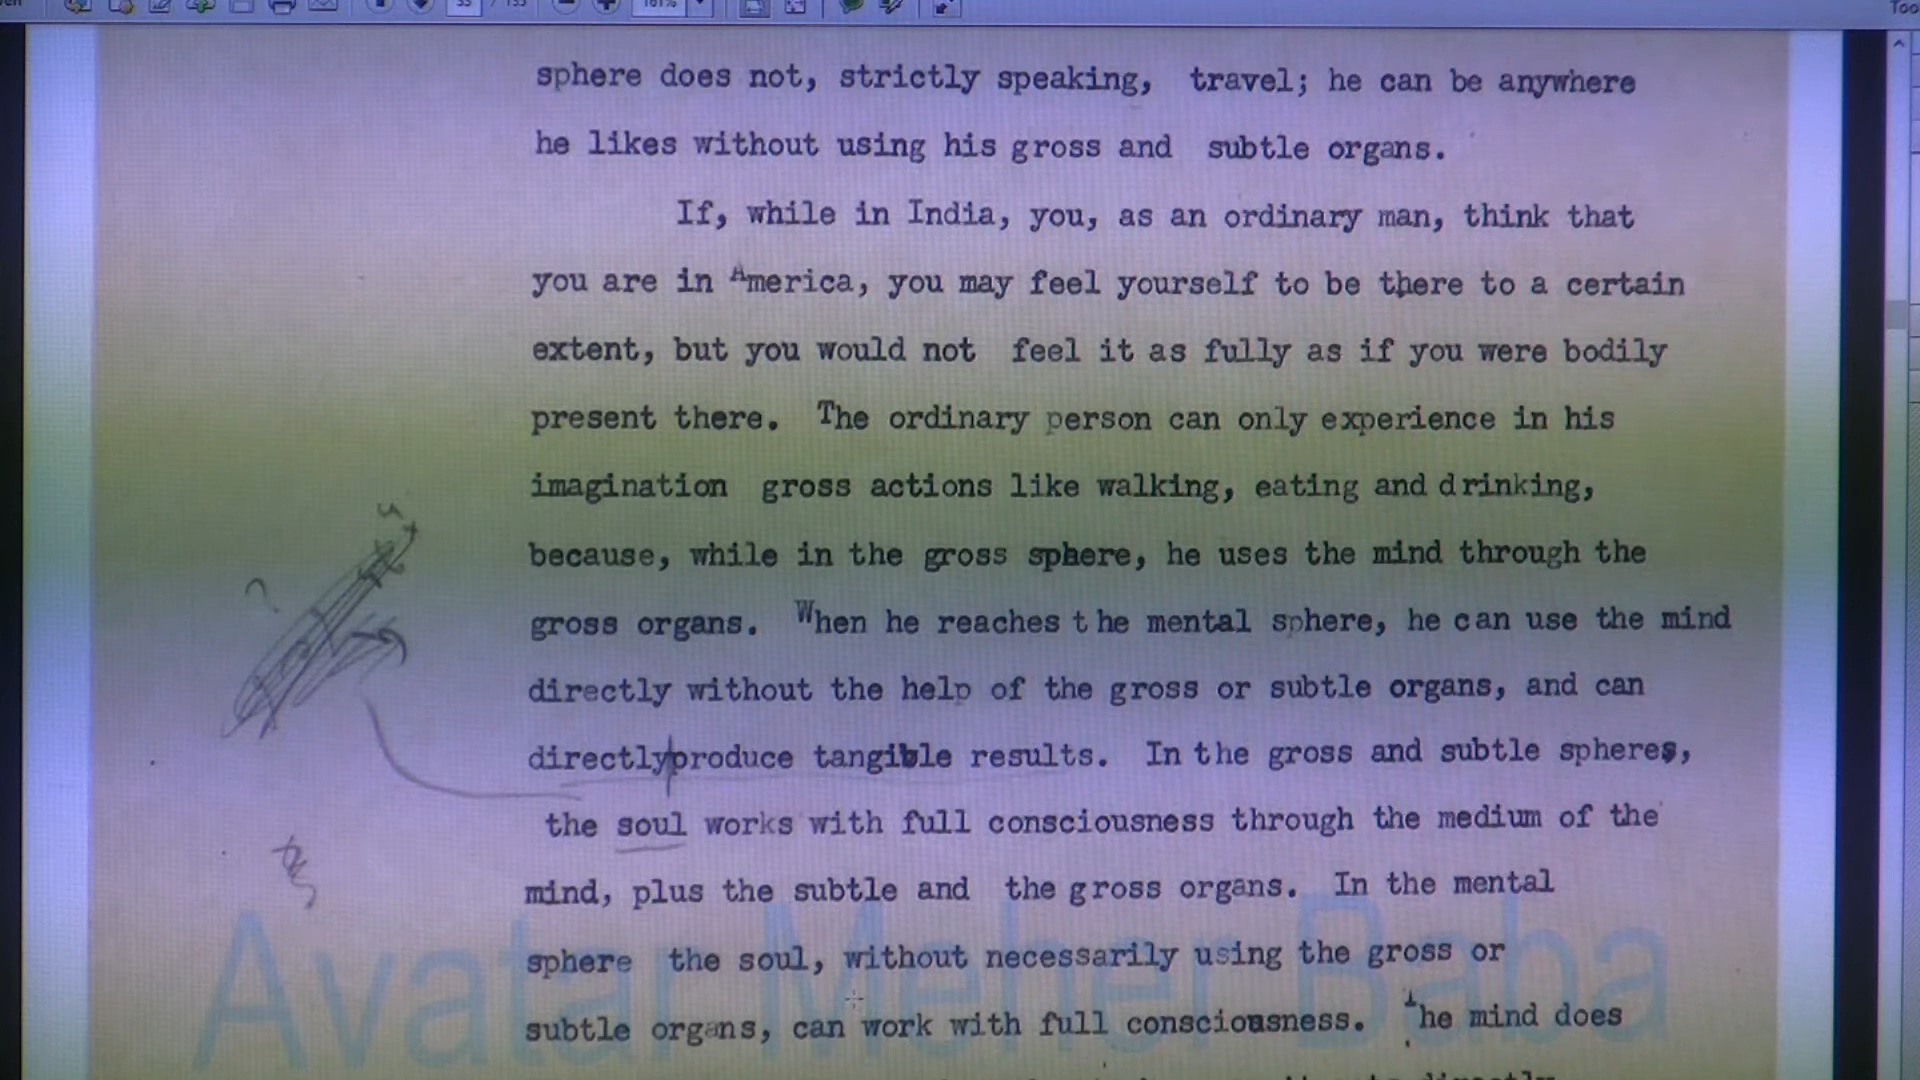 161%
Too
sphere does not, strictly speaking, travel; he can be anywhere
he likes without using his gross and subtle organs.
If, while in India, you, as an ordinary man, think that
you are in America, you may feel yourself to be there to a certain
extent, but you would not feel it as fully as if you were bodily
present there. The ordinary person can only experience in his
imagination gross actions like walking, eating and drinking,
because, while in the gross sphere, he uses the mind through the
gross organs. When he reaches the mental sphere, he can use the mind
directly without the help of the gross or subtle organs, and can
directly produce tangible results. In the gross and subtle spheres,
the soul works with full consciousness through the medium of the
mind, plus the subtle and the gross organs. In the mental
sphere the soul, without necessarily using the gross or
subtle organs, can work with full consciousness. The mind does
Avatar Meher Baba